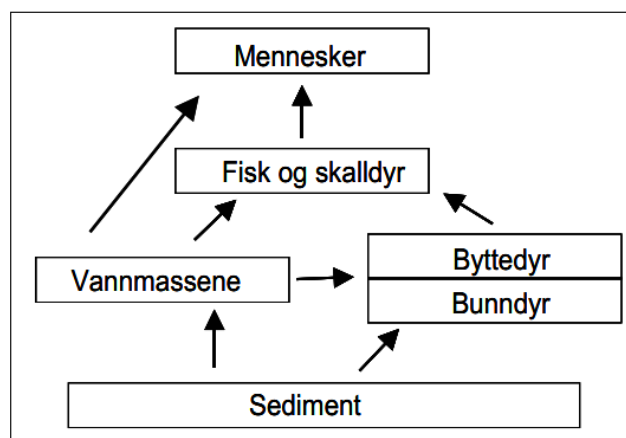 Mennesker
Fisk og skalldyr
Vannmassene
Byttedyr
Bunndyr
Sediment